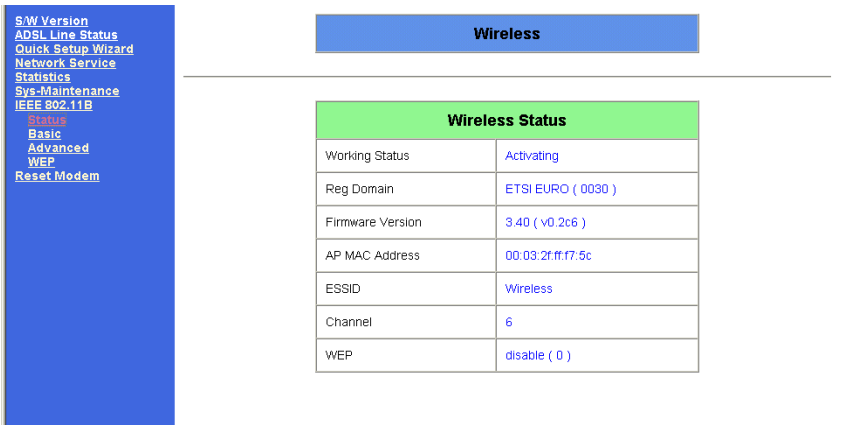 S/W Version
ADSL Line Status
Quick Setup Wizard
Network Service
Statistics
Sys-Maintenance
IEEE 802.11B
Status
Basic
Advanced
WEP
Reset Modem
Wireless
Wireless Status
Working Status Activating
Reg Domain ETSI EURO ( 0030 )
Firmware Version 3.40 ( v0.2c6 )
AP MAC Address 00:03:2f:ff:f7:5c
ESSID Wireless
Channel 6
WEP disable ( 0 )